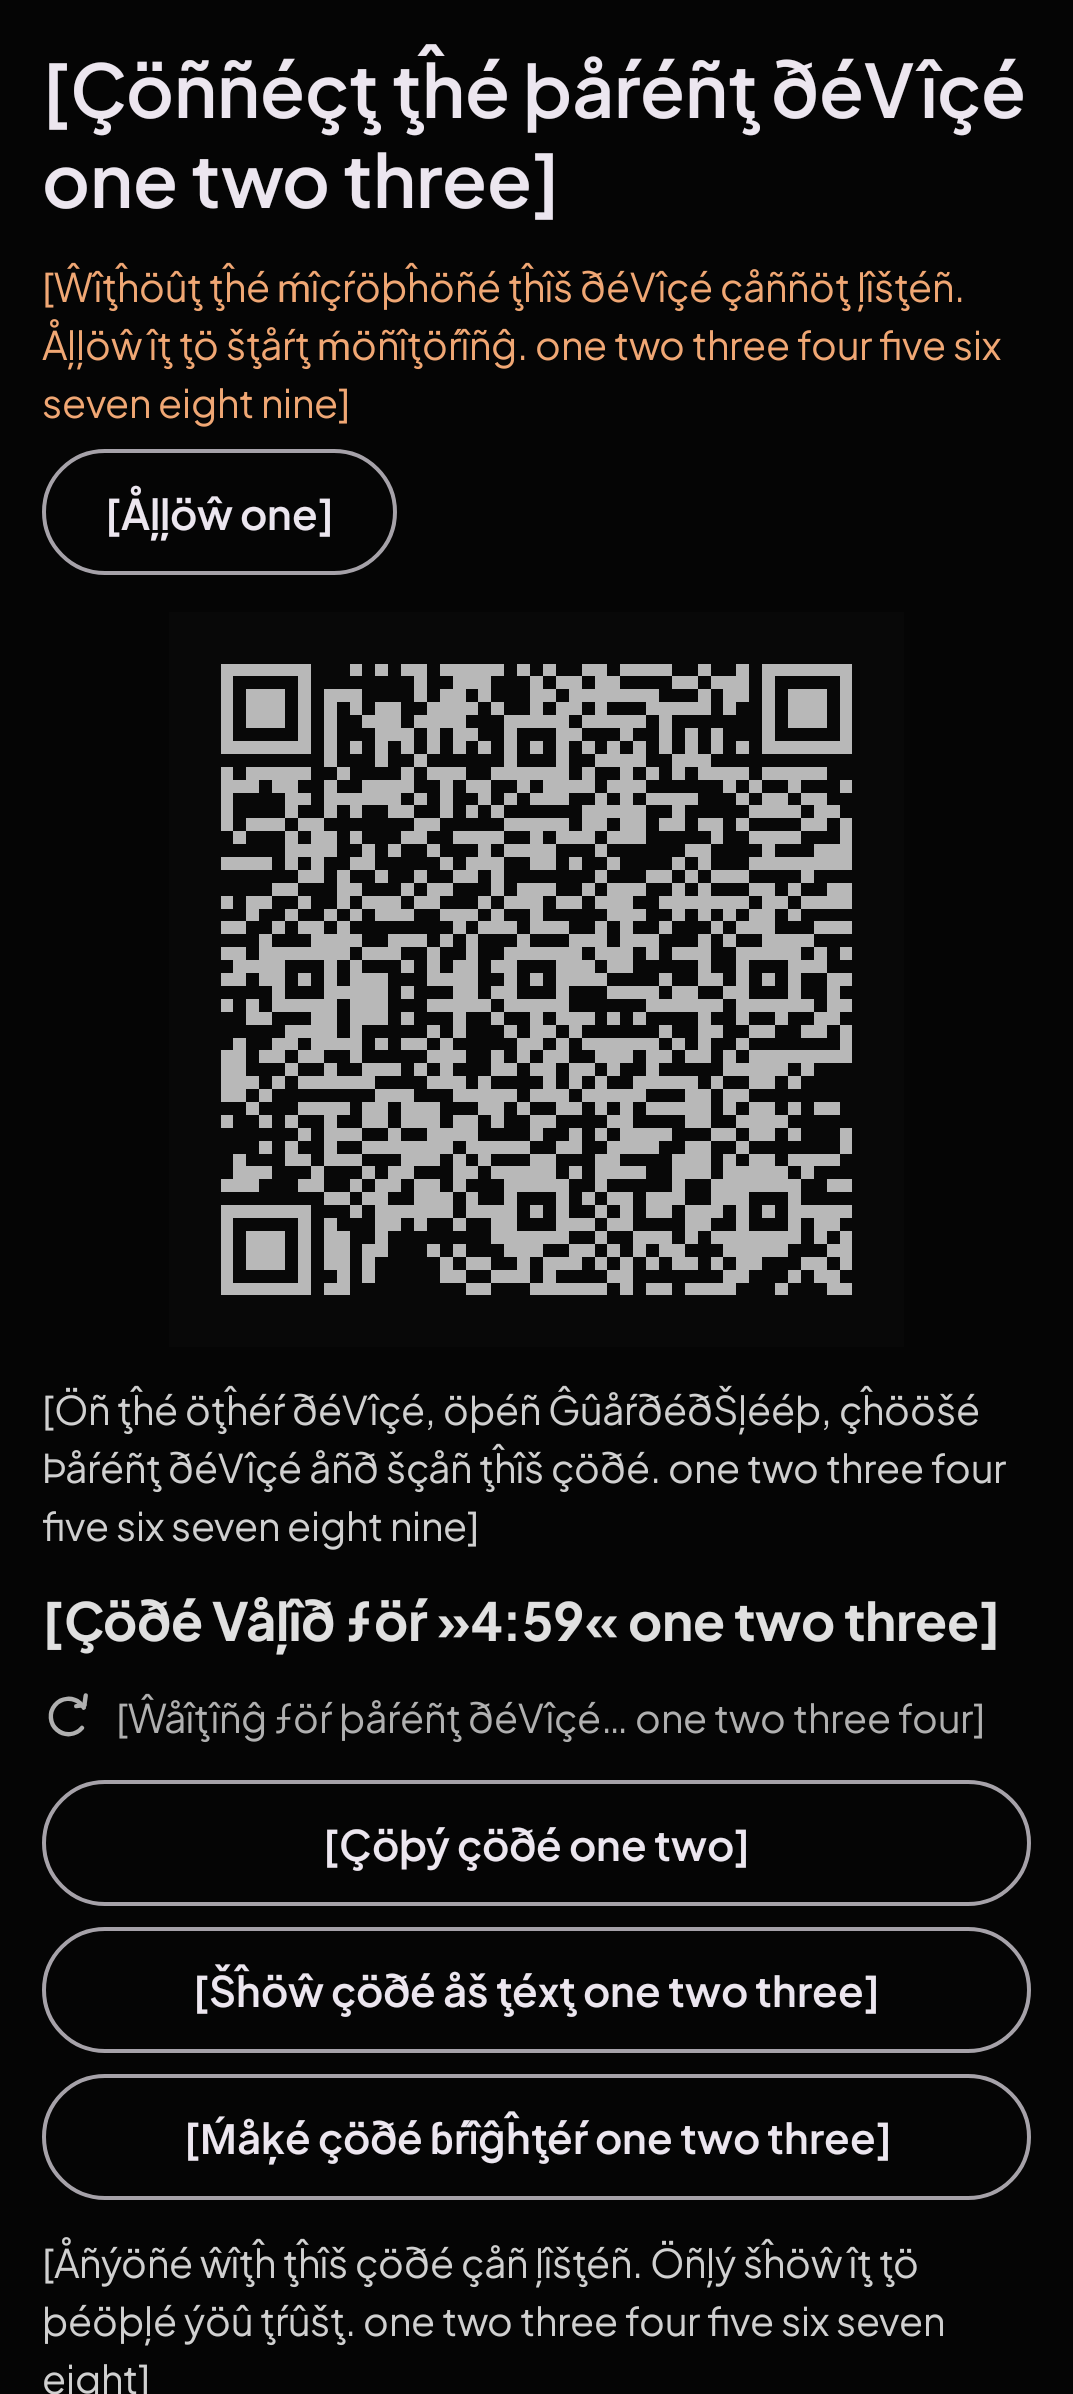 [Çöññéçţ ţĥé þåŕéñţ ðéVîçé
one two three]
[Ŵîţĥöûţ ţĥé ḿîçŕöþĥöñé ţĥîš ðéVîçé çåññöţ ļîšţéñ.
Åļļöŵ îţ ţö šţåŕţ ḿöñîţöŕîñĝ. one two three four five six
seven eight nine]
[Åļļöŵ one]
[Öñ ţĥé öţĥéŕ ðéVîçé, öþéñ ĜûåŕðéðŠļééþ, çĥööšé
Þåŕéñţ ðéVîçé åñð šçåñ ţĥîš çöðé. one two three four
five six seven eight nine]
[Çöðé Våļîð ƒöŕ »4:59« one two three]
[Ŵåîţîñĝ ƒöŕ þåŕéñţ ðéVîçé… one two three four]
[Çöþý çöðé one two]
[Šĥöŵ çöðé åš ţéxţ one two three]
[Ḿåķé çöðé ɓŕîĝĥţéŕ one two three]
[Åñýöñé ŵîţĥ ţĥîš çöðé çåñ ļîšţéñ. Öñļý šĥöŵ îţ ţö
þéöþļé ýöû ţŕûšţ. one two three four five six seven
eight]